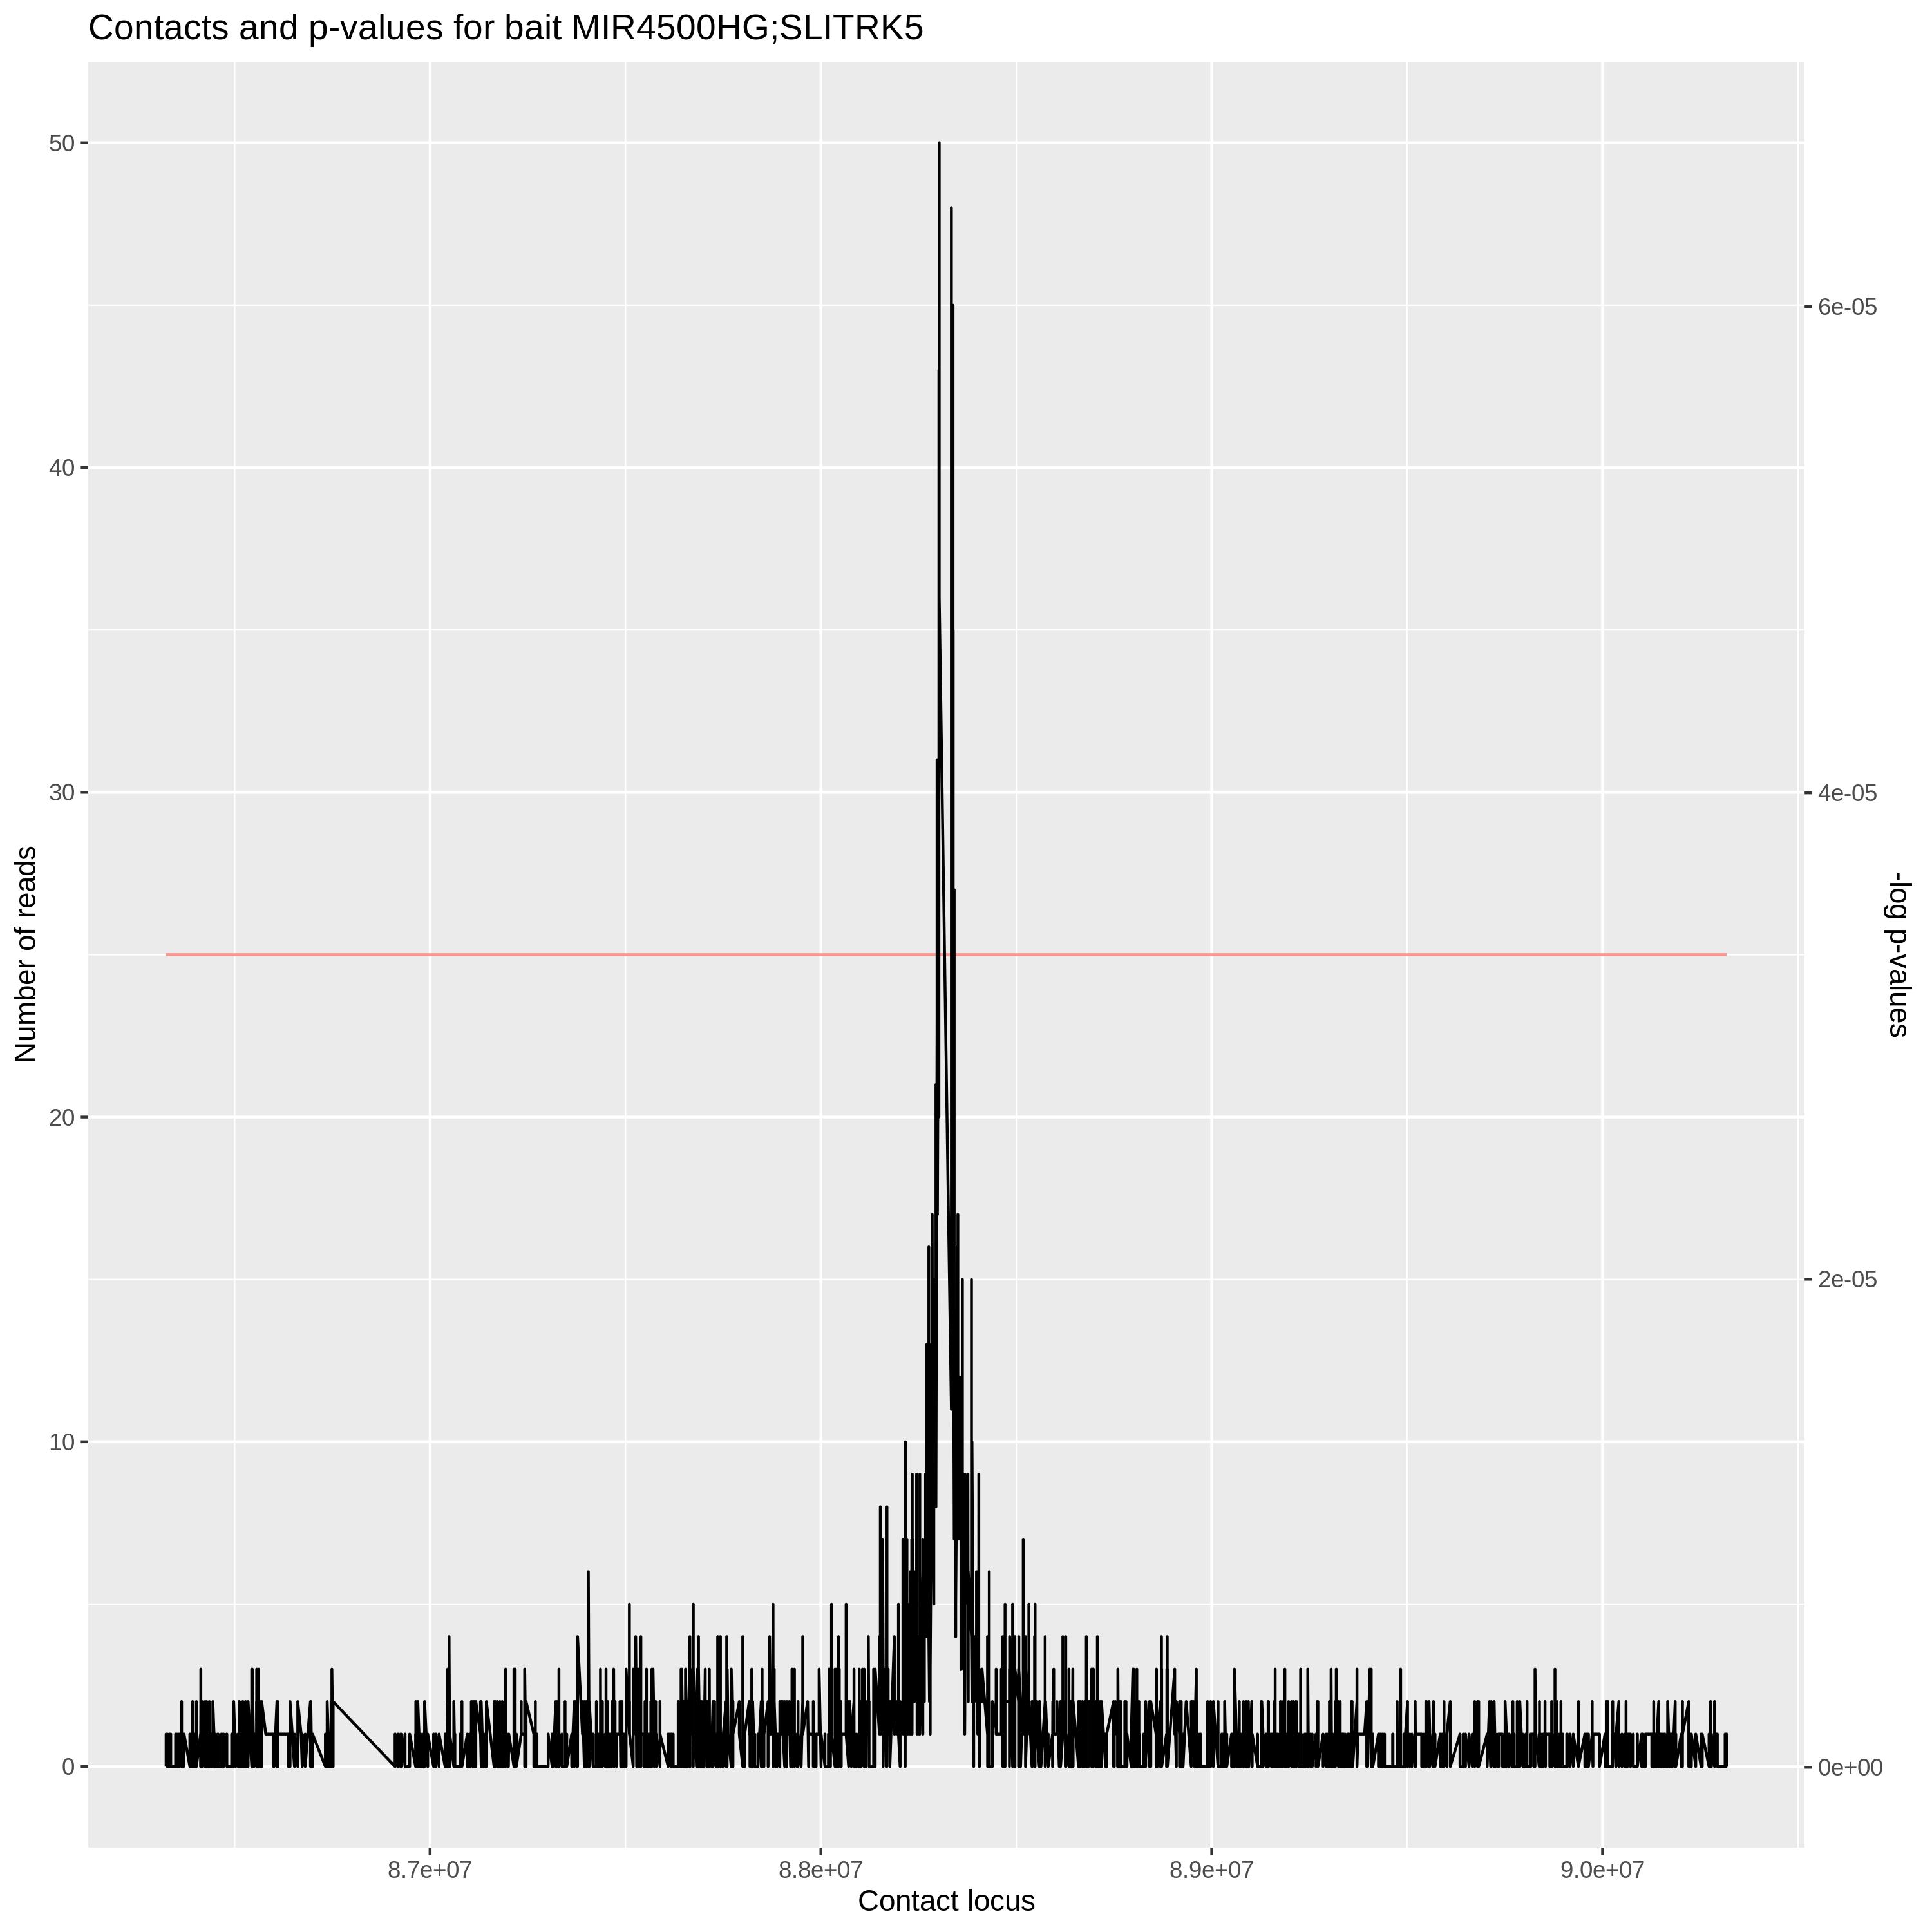 Contacts and p-values for bait MIR4500HG;SLITRK5
50
40
30
20
10
0
Number of reads
6e-05
4e-05
2e-05
0e+00
-log p-values
8.7e+07
8.8e+07
8.9e+07
9.0e+07
Contact locus